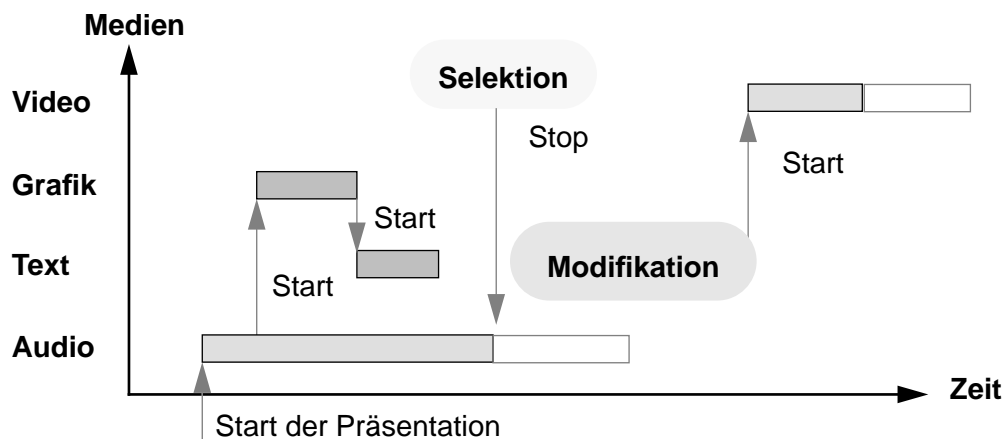 Medien
Selektion
Video
Stop
Start
Grafik
Start
Text
Start
Modifikation
Audio
Zeit
Start der Präsentation